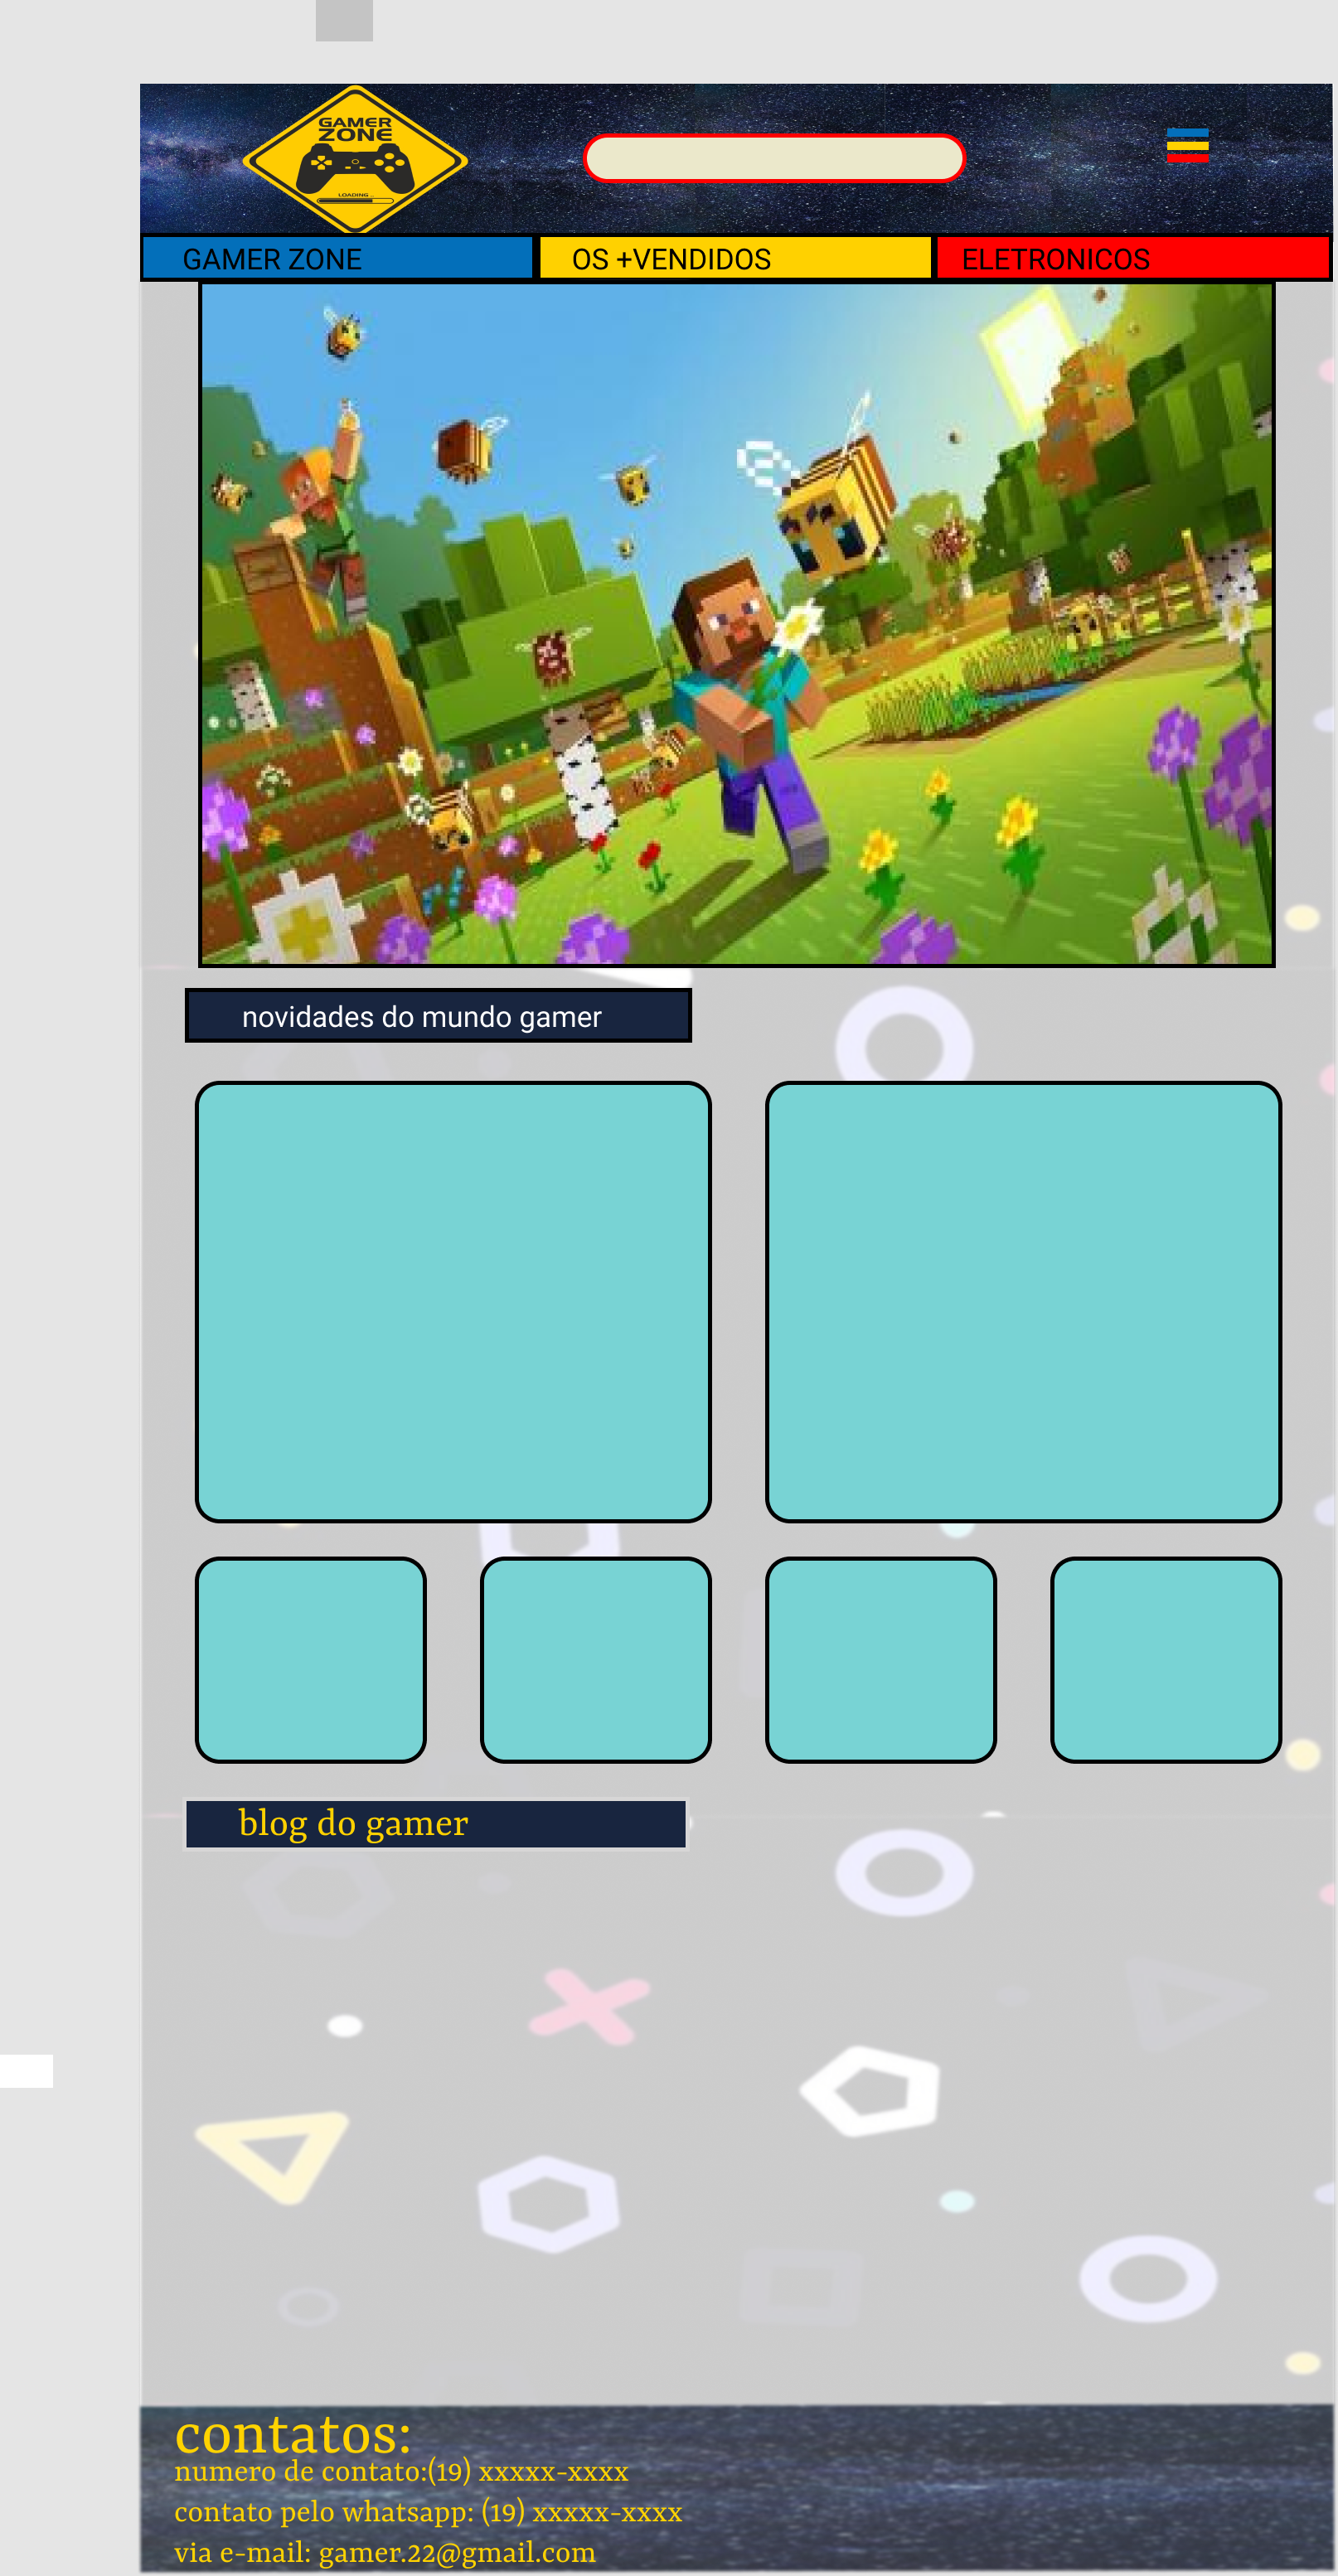 GAMER
ZONE
LOADING...
GAMER ZONE
OS +VENDIDOS
ELETRONICOS
novidades do mundo gamer
blog do gamer
contatos:
numero de contato:(19) xxxxx-xxxx
contato pelo whatsapp: (19) xxxxx-xxxx
via e-mail: gamer.22@gmail.com